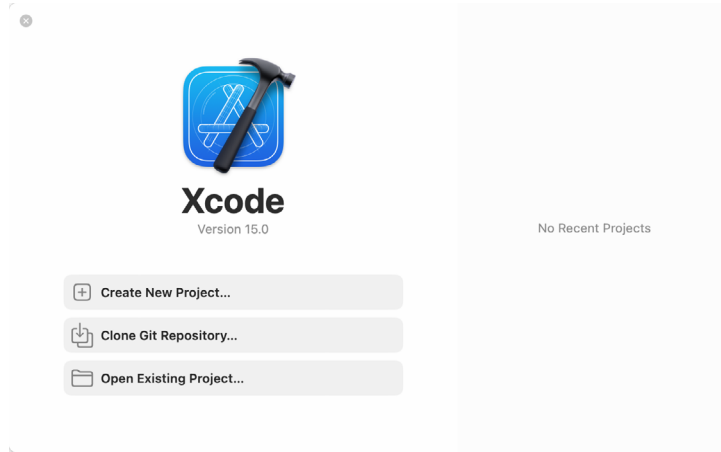 Xcode
Version 15.0
Create New Project...
Clone Git Repository...
Open Existing Project...
No Recent Projects